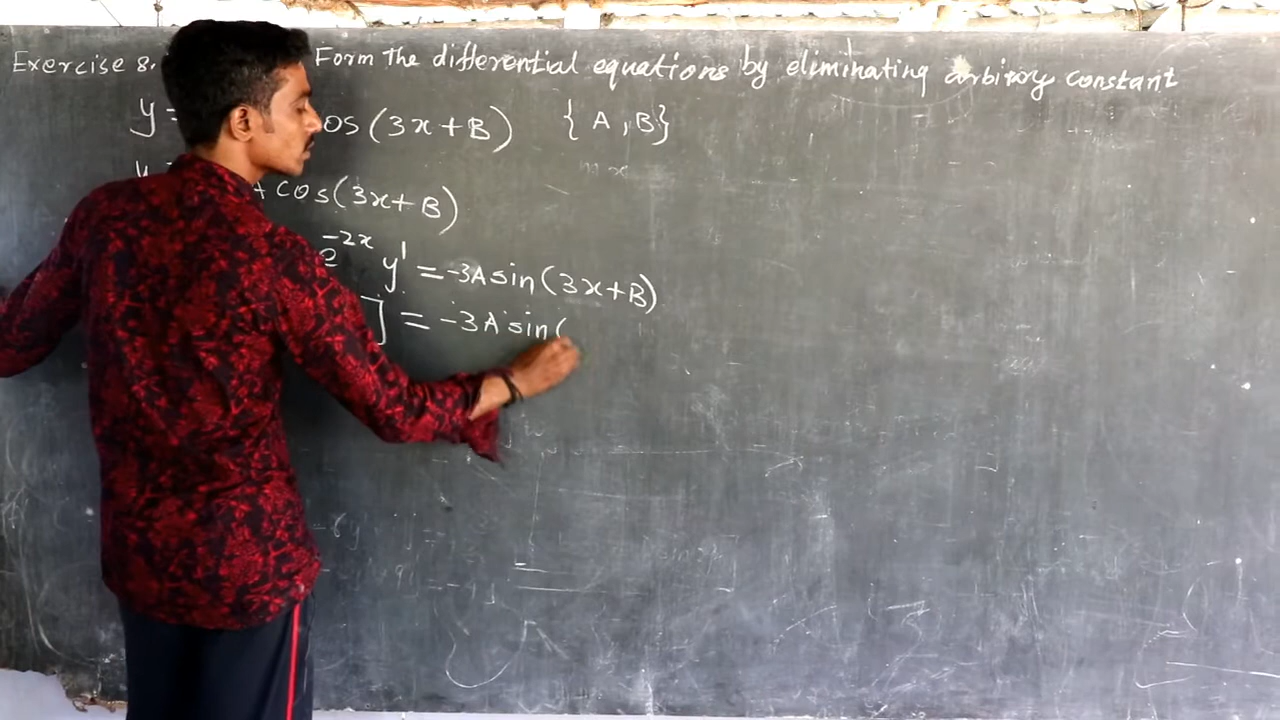 Exercise 8. Form the differential equations by eliminating arbitrary constant
y = os (3x+B) { A , B }
y = A cos (3x+B)
e^-2x y' = -3A sin (3x+B)
] = -3A sin (